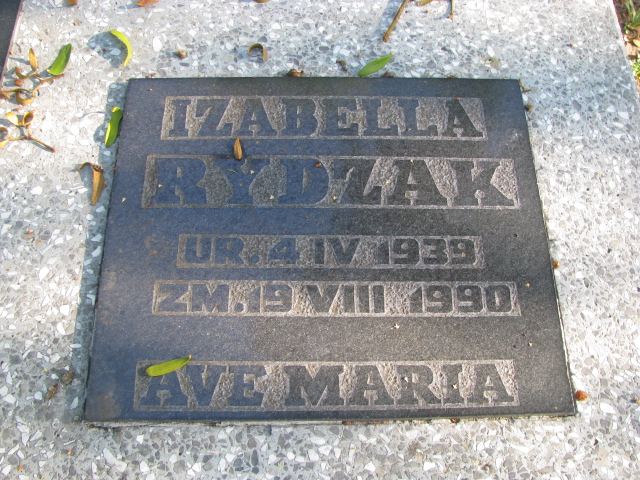 IZABELLA
RYDZAK
UR. 4 IV 1939
ZM. 19 VIII 1990
AVE MARIA